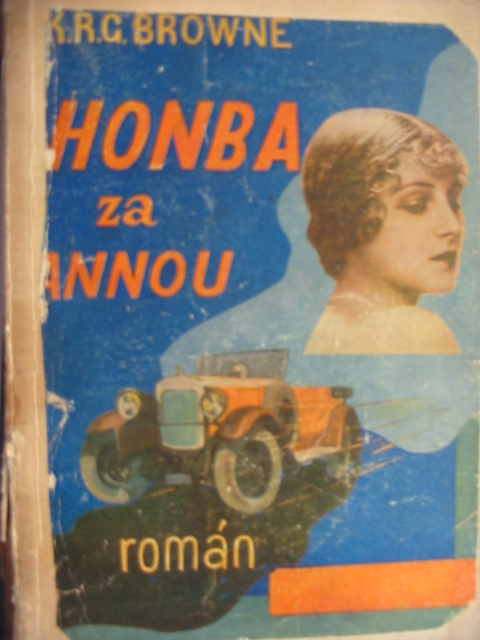 K.R.G. BROWNE
HONBA
za
ANNOU
román